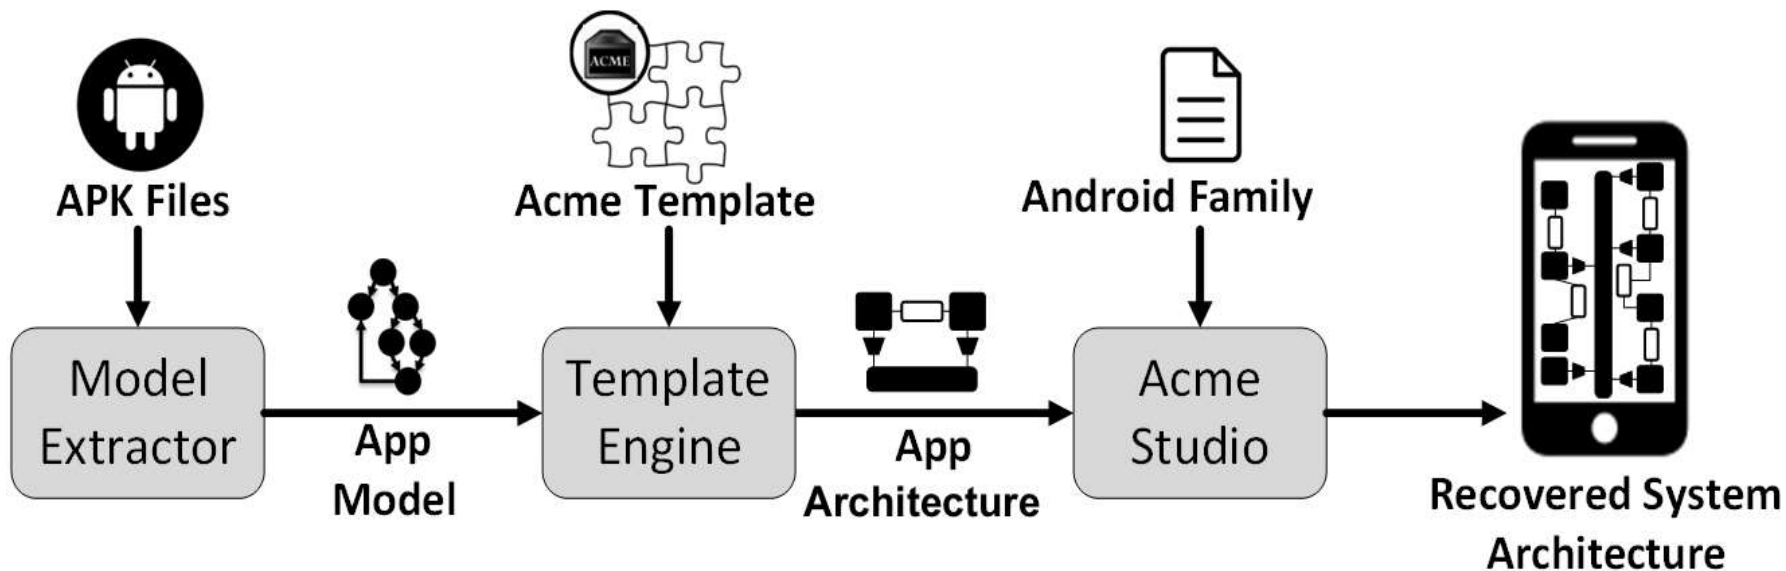 ACME
APK Files
Acme Template
Android Family
Model
Extractor
App
Model
Template
Engine
App
Architecture
Acme
Studio
Recovered System
Architecture